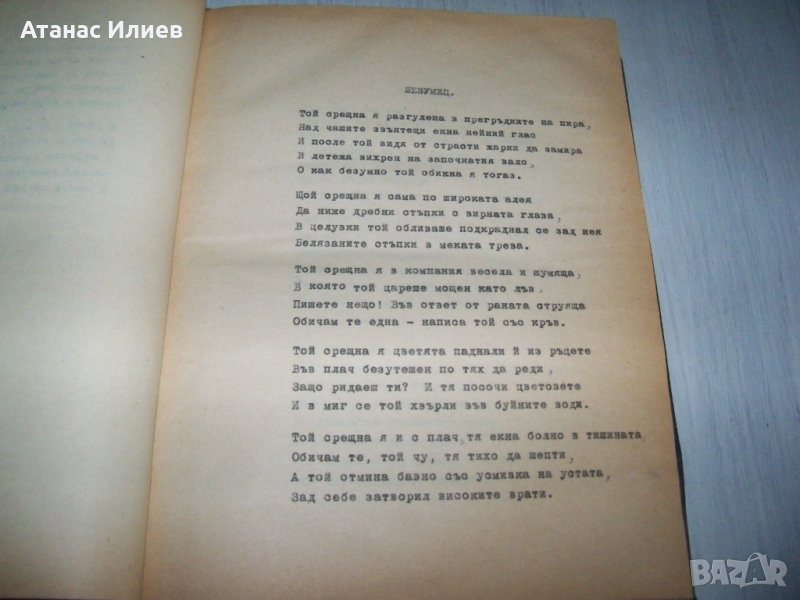 Атанас Илиев
БЕЗУМЕЦ.
Той срещна я разгулена в прегръдките на пира,
Над чашите звънтещи екна нейний глас
И после той видя от страсти жарки да замира
В летежа вихрен на започнатия валс,
О как безумно той обикна я тогаз.
Щой срещна я сама по широката алея
Да ниже дребни стъпки с вирната глава,
В целувки той обливаше подкраднал се зад нея
Белязаните стъпки в меката трева.
Той срещна я в компания весела и шумяща,
В която той цареше мощен като лъв.
Пишете нещо! Във ответ от раната струяща
Обичам те една - написа той със кръв.
Той срещна я цветята паднали й из ръцете
Във плач безутешен по тях да реди,
Защо ридаеш ти? И тя посочи цветовете
И в миг се той хвърли във буйните води.
Той срещна я и с плач, тя екна болно в тишината
Обичам те, той чу, тя тихо да шепти,
А той отмина бавно със усмивка на устата,
Зад себе затворил високите врати.
BAZAR